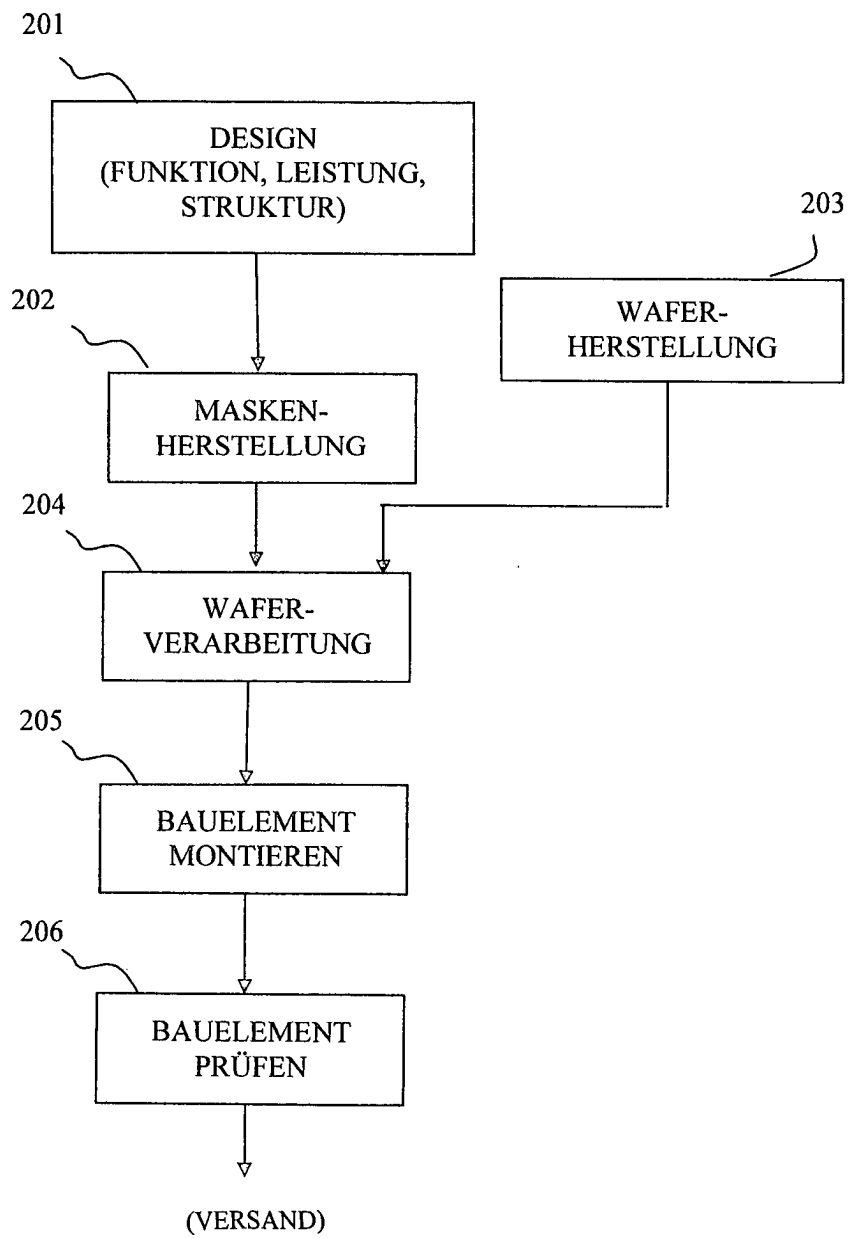 201
DESIGN
(FUNKTION, LEISTUNG,
STRUKTUR)
203
WAFER-
HERSTELLUNG
202
MASKEN-
HERSTELLUNG
204
WAFER-
VERARBEITUNG
205
BAUELEMENT
MONTIEREN
206
BAUELEMENT
PRÜFEN
(VERSAND)